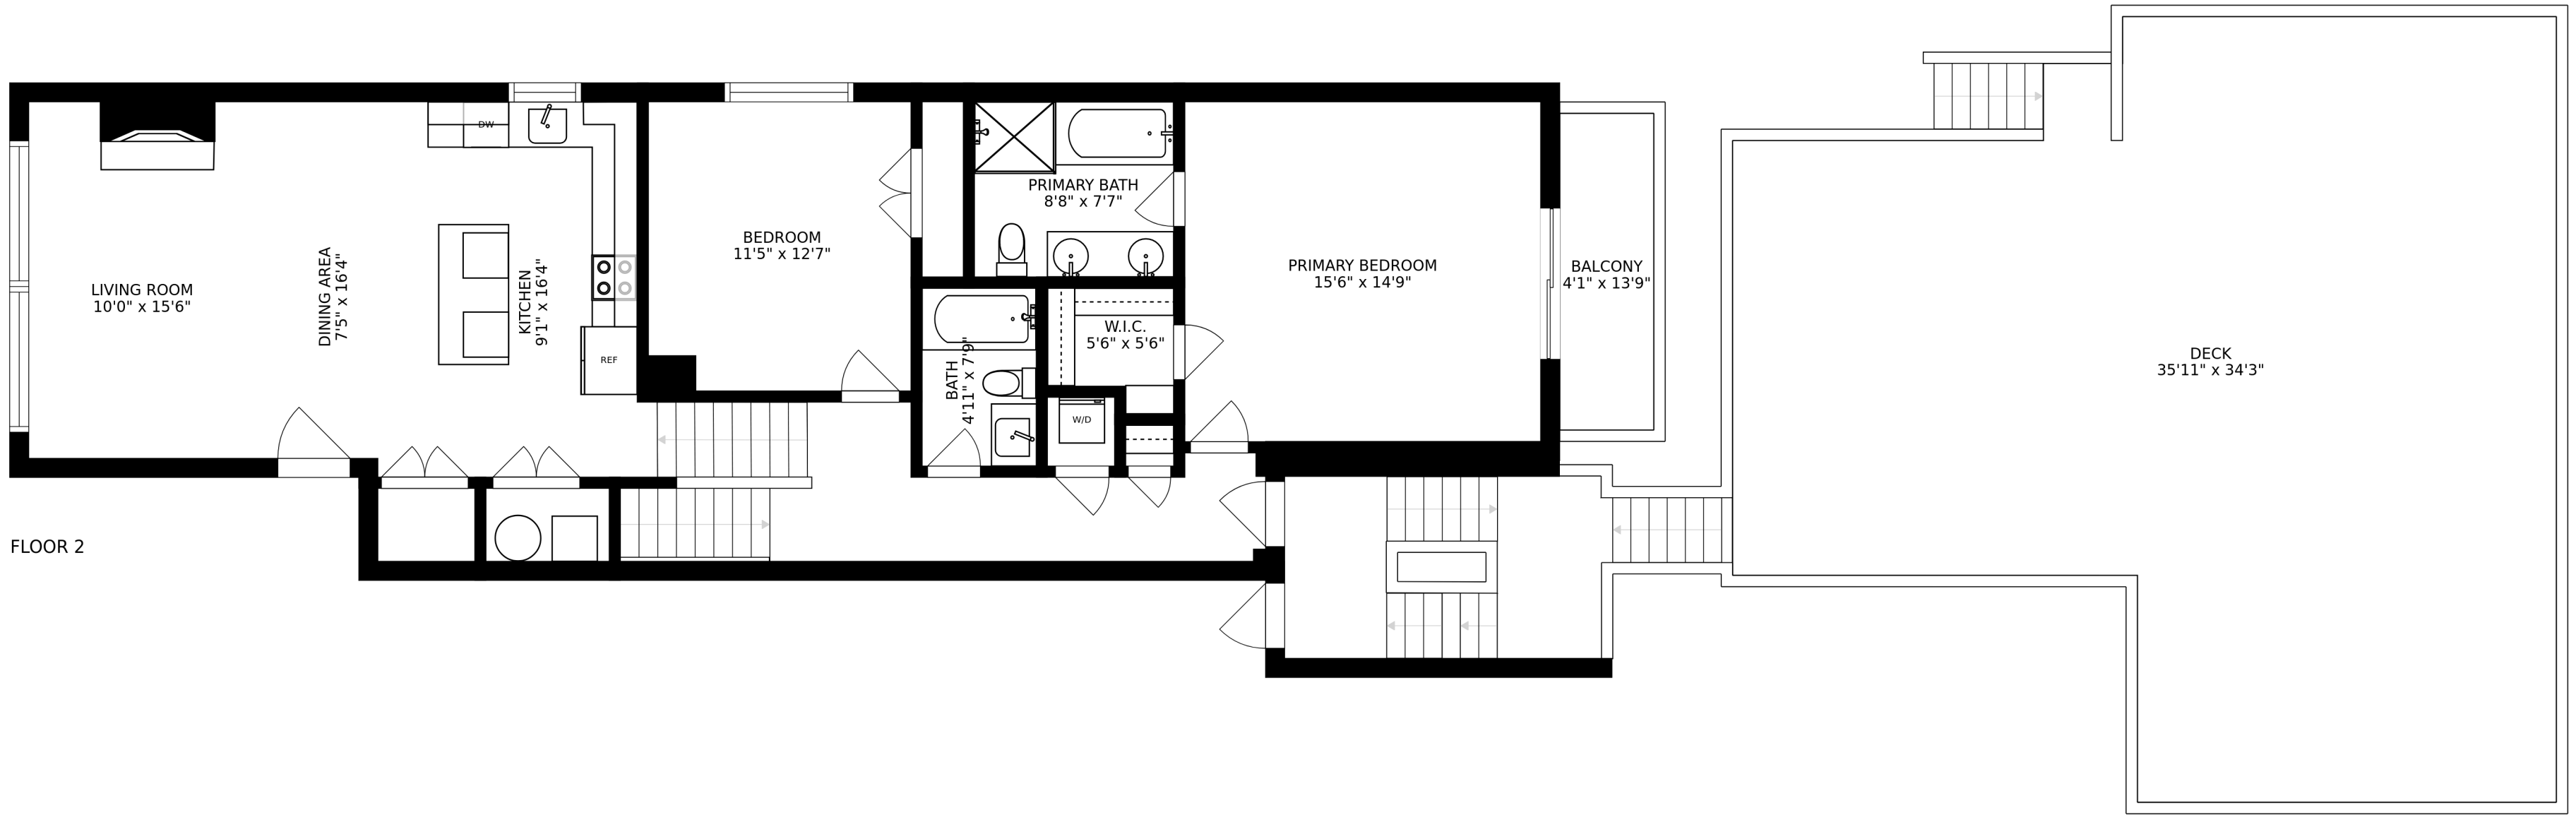 DW
PRIMARY BATH
8'8" x 7'7"
BEDROOM
11'5" x 12'7"
PRIMARY BEDROOM
15'6" x 14'9"
BALCONY
4'1" x 13'9"
LIVING ROOM
10'0" x 15'6"
DINING AREA
7'5" x 16'4"
KITCHEN
9'1" x 16'4"
REF
W.I.C.
5'6" x 5'6"
BATH
4'11" x 7'9"
W/D
DECK
35'11" x 34'3"
FLOOR 2